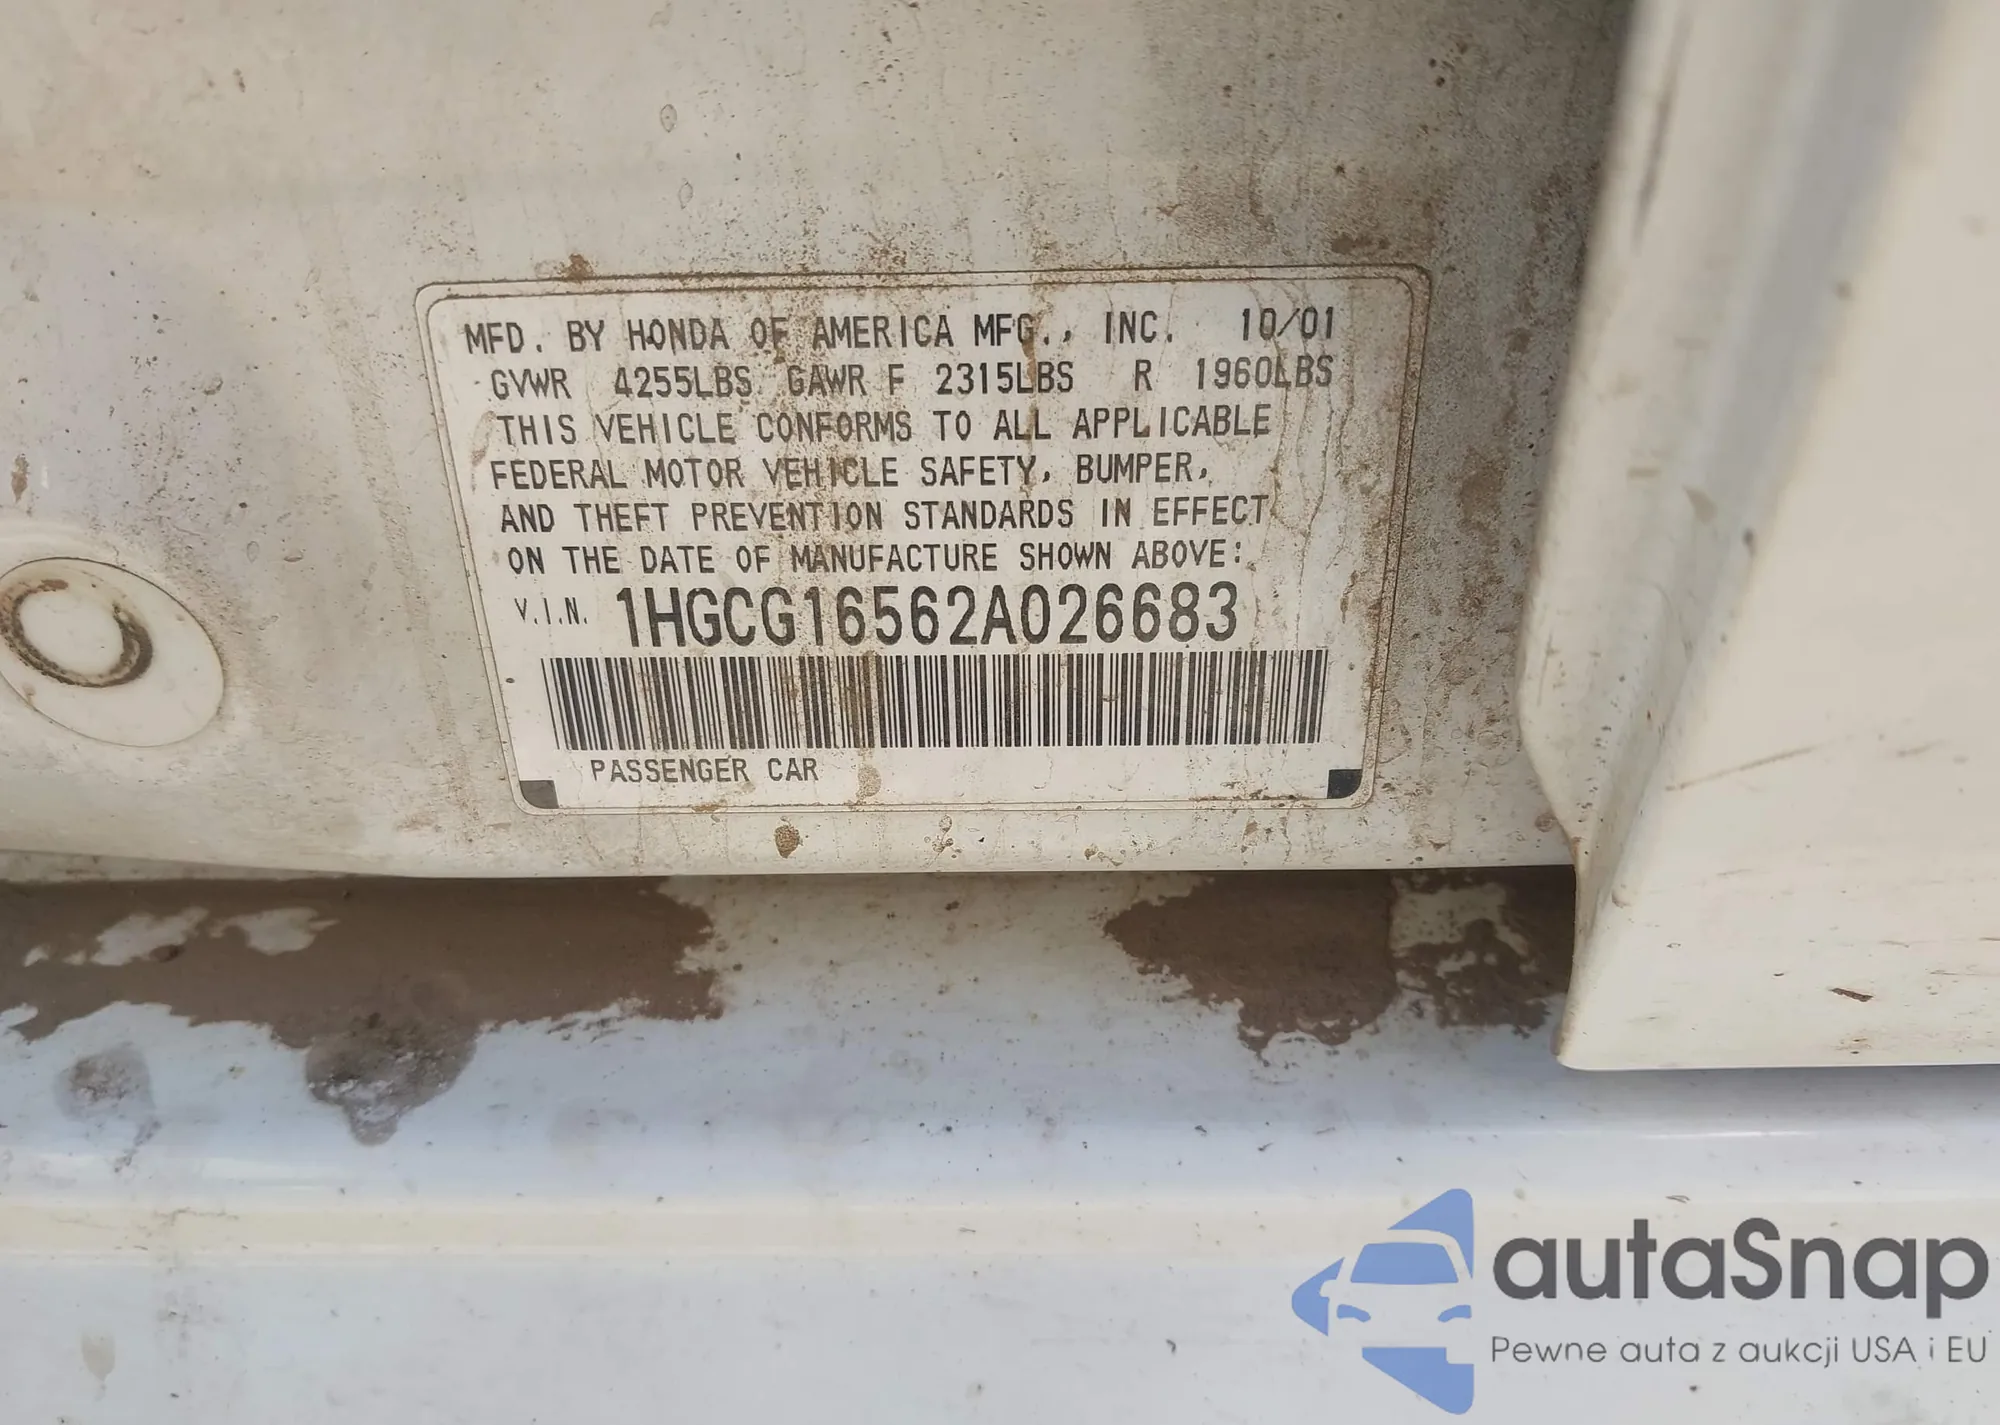 MFD. BY HONDA OF AMERICA MFG., INC. 10/01
GVWR 4255LBS GAWR F 2315LBS R 1960LBS
THIS VEHICLE CONFORMS TO ALL APPLICABLE
FEDERAL MOTOR VEHICLE SAFETY, BUMPER,
AND THEFT PREVENTION STANDARDS IN EFFECT
ON THE DATE OF MANUFACTURE SHOWN ABOVE:
V.I.N. 1HGCG16562A026683
PASSENGER CAR
autaSnap
Pewne auta z aukcji USA i EU